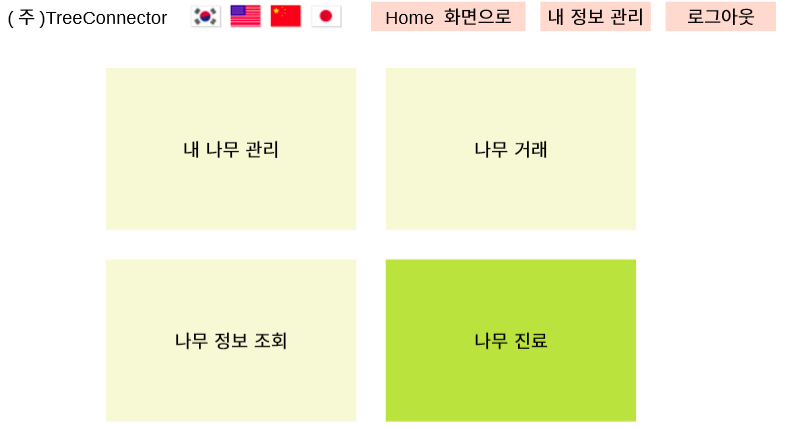 ( 주 )TreeConnector
Home 화면으로
내 정보 관리
로그아웃
내 나무 관리
나무 거래
나무 정보 조회
나무 진료